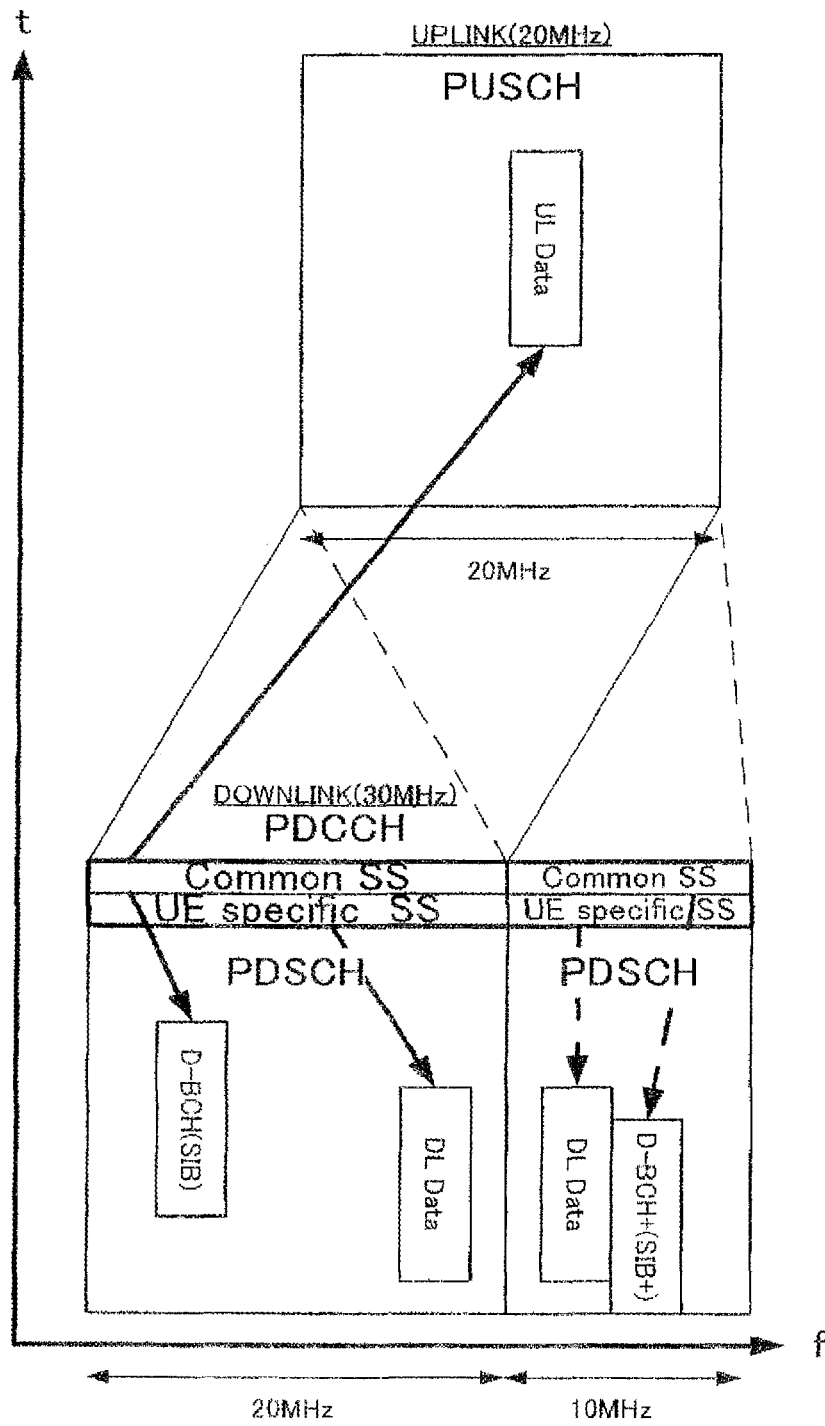 t
UPLINK(20MHz)
PUSCH
UL Data
20MHz
DOWNLINK(30MHz)
PDCCH
Common SS
Common SS
UE specific SS
UE specific SS
PDSCH
PDSCH
D-BCH(SIB)
DL Data
DL Data
D-BCH+(SIB+)
f
20MHz
10MHz